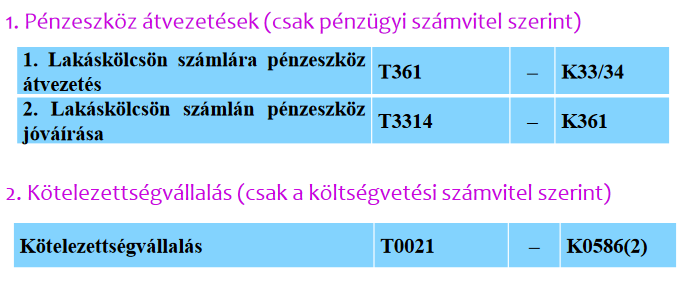 1. Pénzeszköz átvezetések (csak pénzügyi számvitel szerint)
1. Lakáskölcsön számlára pénzeszköz átvezetés T361 – K33/34
2. Lakáskölcsön számlán pénzeszköz jóváírása T3314 – K361
2. Kötelezettségvállalás (csak a költségvetési számvitel szerint)
Kötelezettségvállalás T0021 – K0586(2)